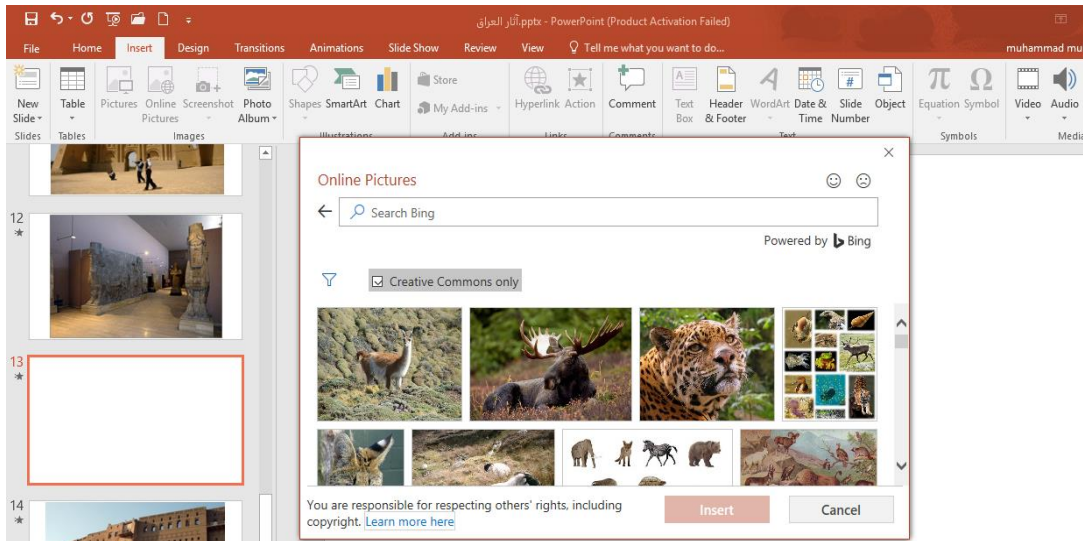 آثار العراق.pptx - PowerPoint (Product Activation Failed)
File Home Insert Design Transitions Animations Slide Show Review View Tell me what you want to do... muhammad mu
New Slide
Table
Pictures
Online Pictures
Screenshot
Photo Album
Shapes
SmartArt
Chart
Store
My Add-ins
Hyperlink
Action
Comment
Text Box
Header & Footer
WordArt
Date & Time
Slide Number
Object
Equation
Symbol
Video
Audio
Slides Tables Images Illustrations Add-ins Links Comments Text Symbols Media
Online Pictures
Search Bing
Powered by Bing
Creative Commons only
12
13
14
You are responsible for respecting others' rights, including
copyright. Learn more here
Insert
Cancel